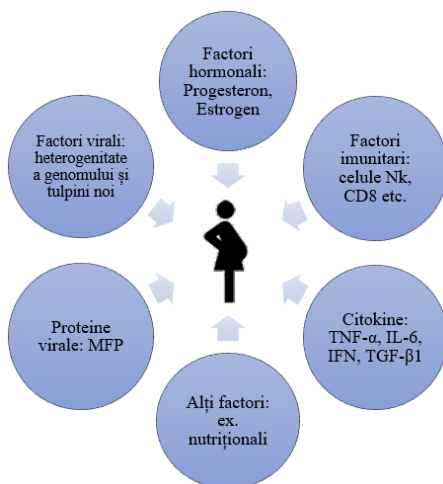 Factori
hormonali:
Progesteron,
Estrogen
Factori virali:
heterogenitate
a genomului și
tulpini noi
Factori
imunitari:
celule Nk,
CD8 etc.
Proteine
virale: MFP
Citokine:
TNF-α, IL-6,
IFN, TGF-β1
Alți factori:
ex.
nutriționali